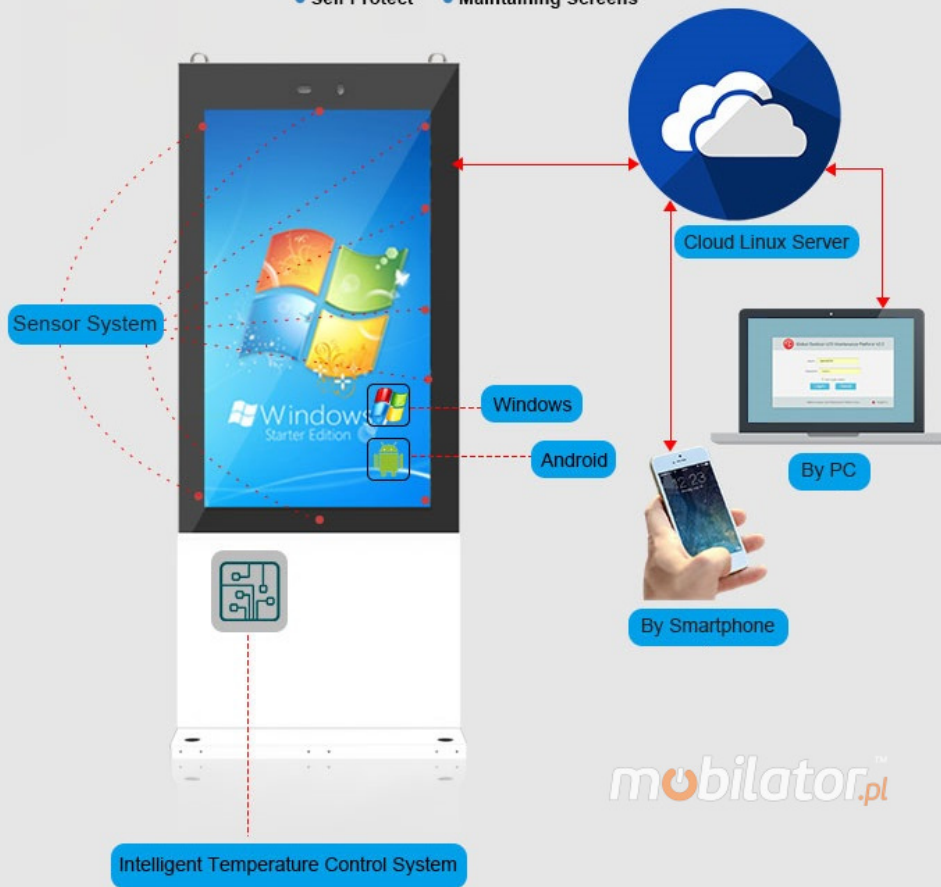 Self Protect Maintaining Screens
Cloud Linux Server
Sensor System
Windows
Starter Edition
Windows
Android
By PC
12:23
By Smartphone
mobilator.pl
TM
Intelligent Temperature Control System